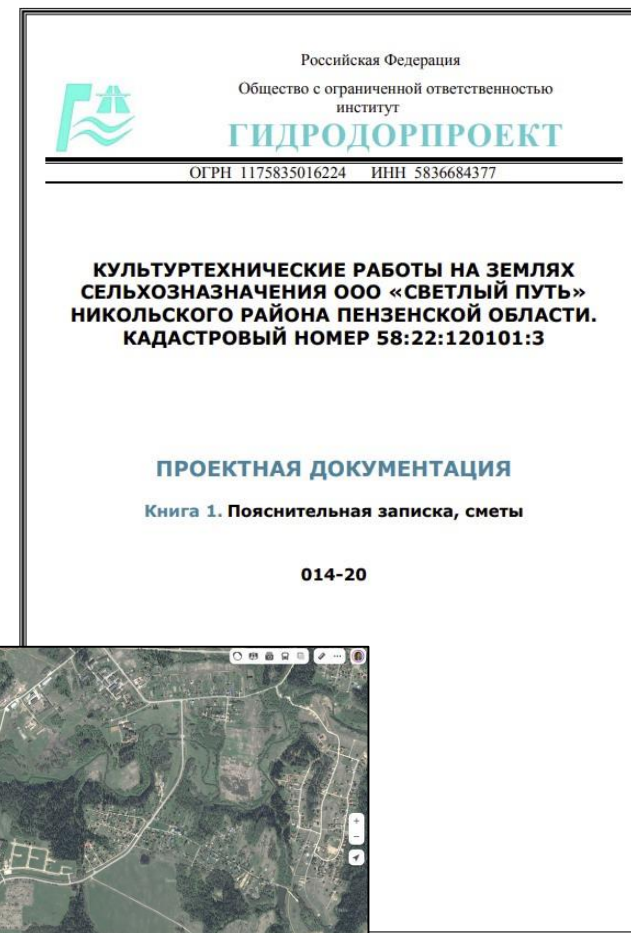 Российская Федерация
Общество с ограниченной ответственностью
институт
ГИДРОДОРПРОЕКТ
ОГРН 1175835016224 ИНН 5836684377
КУЛЬТУРТЕХНИЧЕСКИЕ РАБОТЫ НА ЗЕМЛЯХ
СЕЛЬХОЗНАЗНАЧЕНИЯ ООО «СВЕТЛЫЙ ПУТЬ»
НИКОЛЬСКОГО РАЙОНА ПЕНЗЕНСКОЙ ОБЛАСТИ.
КАДАСТРОВЫЙ НОМЕР 58:22:120101:3
ПРОЕКТНАЯ ДОКУМЕНТАЦИЯ
Книга 1. Пояснительная записка, сметы
014-20